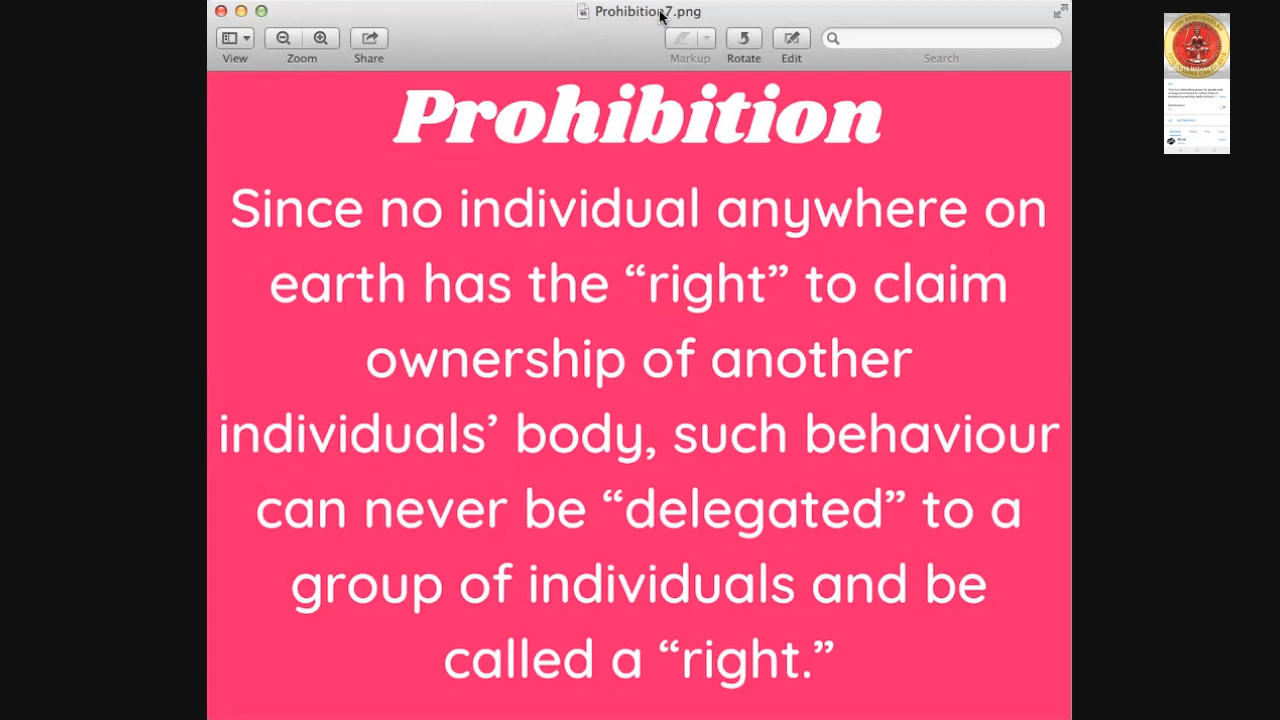 Prohibition7.png
View
Zoom
Share
Markup
Rotate
Edit
Search
Prohibition
Since no individual anywhere on
earth has the “right” to claim
ownership of another
individuals’ body, such behaviour
can never be “delegated” to a
group of individuals and be
called a “right.”